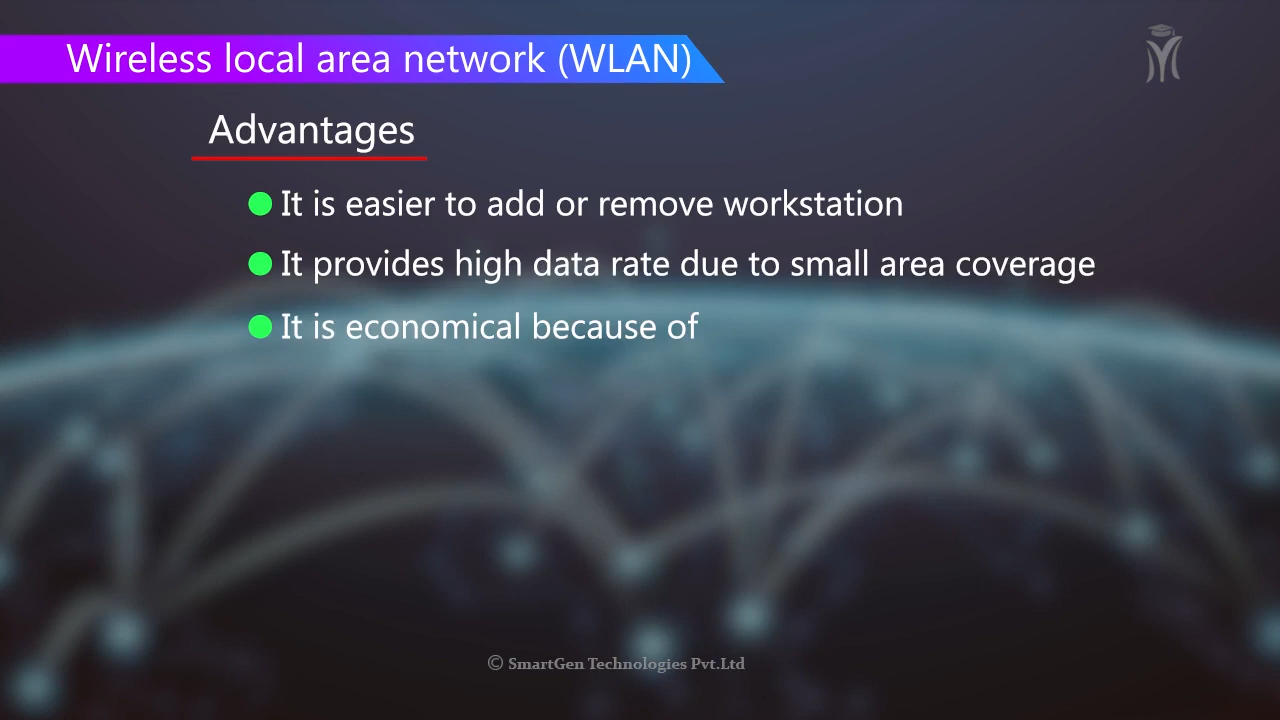 Wireless local area network (WLAN)
Advantages
It is easier to add or remove workstation
It provides high data rate due to small area coverage
It is economical because of
© SmartGen Technologies Pvt.Ltd